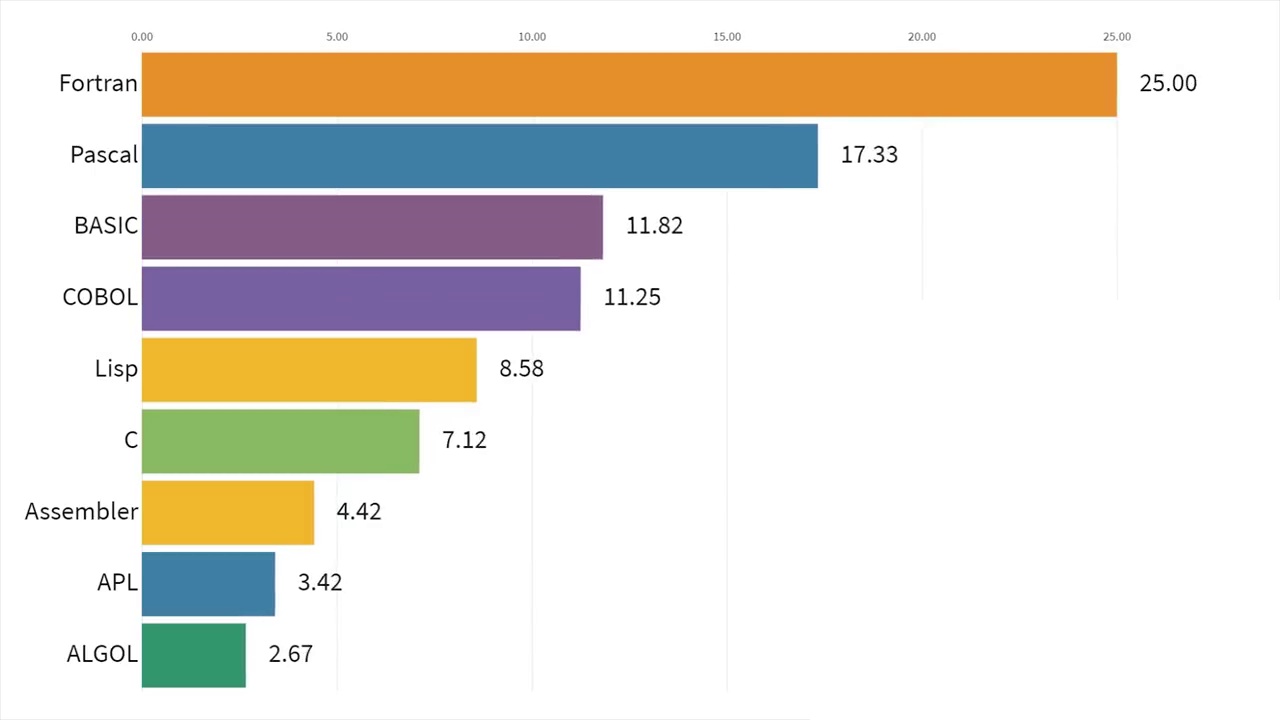 0.00 5.00 10.00 15.00 20.00 25.00
Fortran 25.00
Pascal 17.33
BASIC 11.82
COBOL 11.25
Lisp 8.58
C 7.12
Assembler 4.42
APL 3.42
ALGOL 2.67